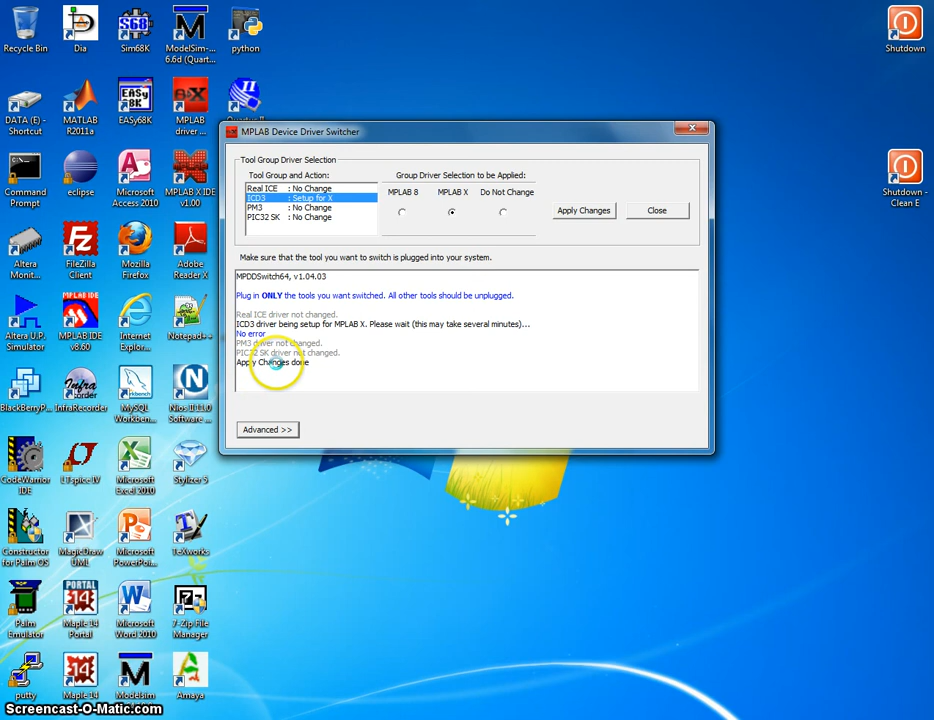 Recycle Bin
Dia
Sim68K
ModelSim-...
6.6d (Quart...
python
Shutdown
DATA (E) -
Shortcut
MATLAB
R2011a
EASy68K
MPLAB
driver ...
Command
Prompt
eclipse
Microsoft
Access 2010
MPLAB X IDE
v1.00
Shutdown -
Clean E
Altera
Monit...
FileZilla
Client
Mozilla
Firefox
Adobe
Reader X
Altera U.P.
Simulator
MPLAB IDE
v8.60
Internet
Explor...
Notepad++
BlackBerryP...
InfraRecorder
MySQL
Workben...
Nios II 11.0
Software ...
CodeWarrior
IDE
LTspice IV
Microsoft
Excel 2010
Stylizer 5
Constructor
for Palm OS
MagicDraw
UML
Microsoft
PowerPoi...
TeXworks
Palm
Emulator
Maple 14
Portal
Microsoft
Word 2010
7-Zip File
Manager
putty
Maple 14
ModelSim
Amaya
MPLAB Device Driver Switcher
Tool Group Driver Selection
Tool Group and Action:
Group Driver Selection to be Applied:
Real ICE : No Change
ICD3 : Setup for X
PM3 : No Change
PIC32 SK : No Change
MPLAB 8
MPLAB X
Do Not Change
Apply Changes
Close
Make sure that the tool you want to switch is plugged into your system.
MPDDSwitch64, v1.04.03
Plug in ONLY the tools you want switched. All other tools should be unplugged.
Real ICE driver not changed.
ICD3 driver being setup for MPLAB X. Please wait (this may take several minutes)...
No error
PM3 driver not changed.
PIC32 SK driver not changed.
Apply Changes done
Advanced >>
Screencast-O-Matic.com